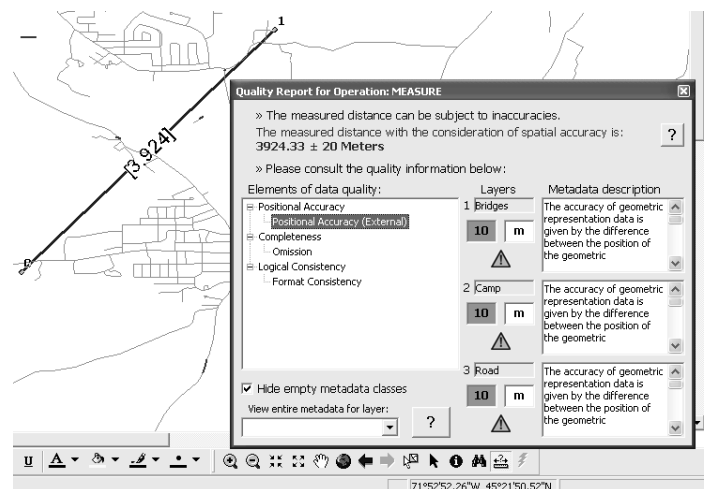 1
[3.924]
2
Quality Report for Operation: MEASURE
» The measured distance can be subject to inaccuracies.
The measured distance with the consideration of spatial accuracy is:
3924.33 ± 20 Meters
?
» Please consult the quality information below:
Elements of data quality:
Layers
Metadata description
Positional Accuracy
Positional Accuracy (External)
Completeness
Omission
Logical Consistency
Format Consistency
1 Bridges
10 m
The accuracy of geometric
representation data is
given by the difference
between the position of
the geometric
2 Camp
10 m
The accuracy of geometric
representation data is
given by the difference
between the position of
the geometric
3 Road
10 m
The accuracy of geometric
representation data is
given by the difference
between the position of
the geometric
Hide empty metadata classes
View entire metadata for layer:
?
U A
71°52'52.26"W 45°21'50.52"N